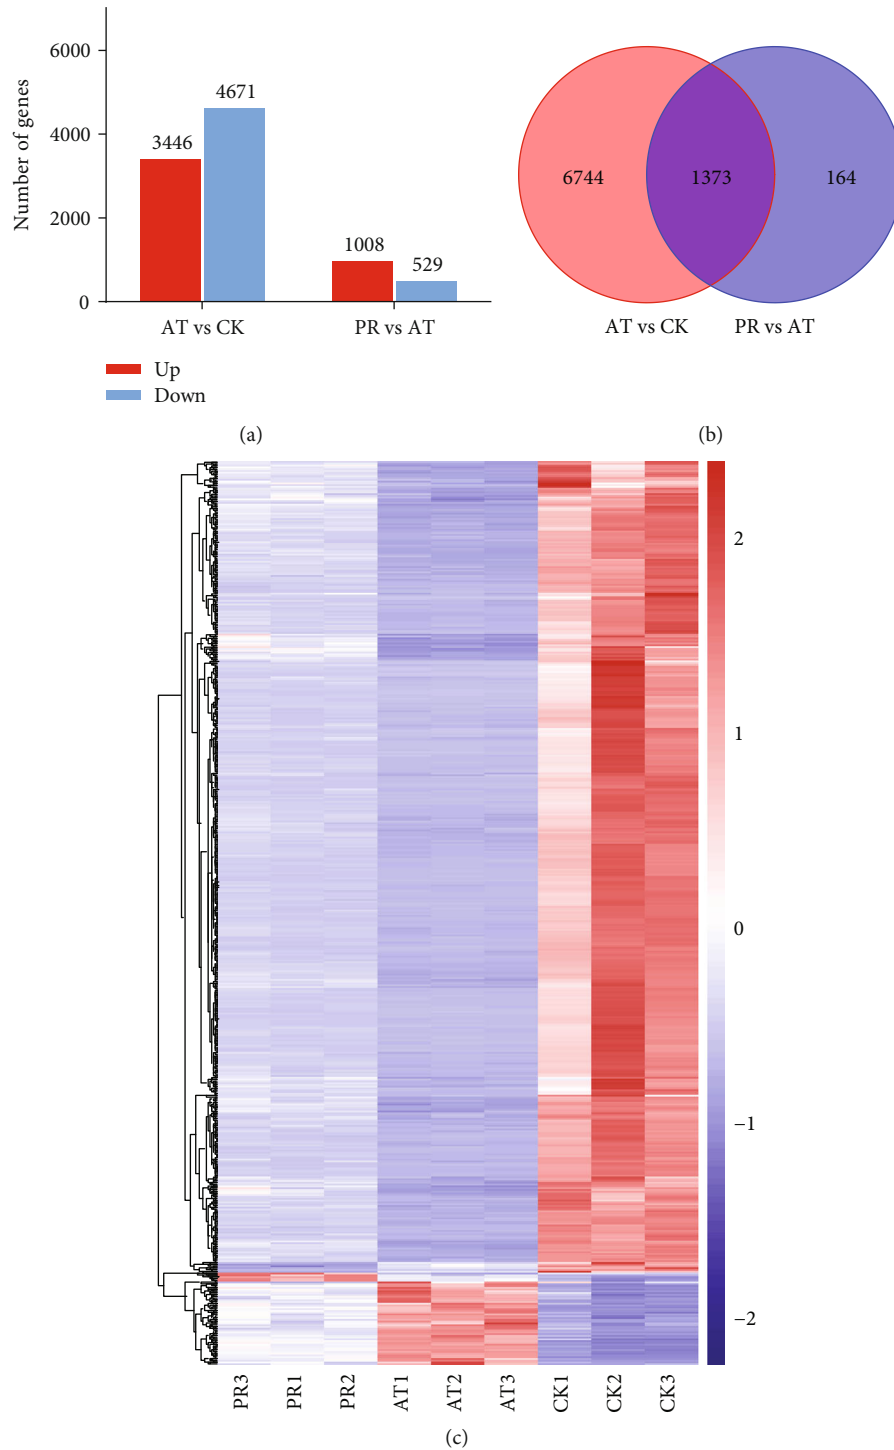 6000
4000
2000
0
Number of genes
3446
4671
1008
529
AT vs CK
PR vs AT
Up
Down
(a)
6744
1373
164
AT vs CK
PR vs AT
(b)
2
1
0
−1
−2
PR3
PR1
PR2
AT1
AT2
AT3
CK1
CK2
CK3
(c)